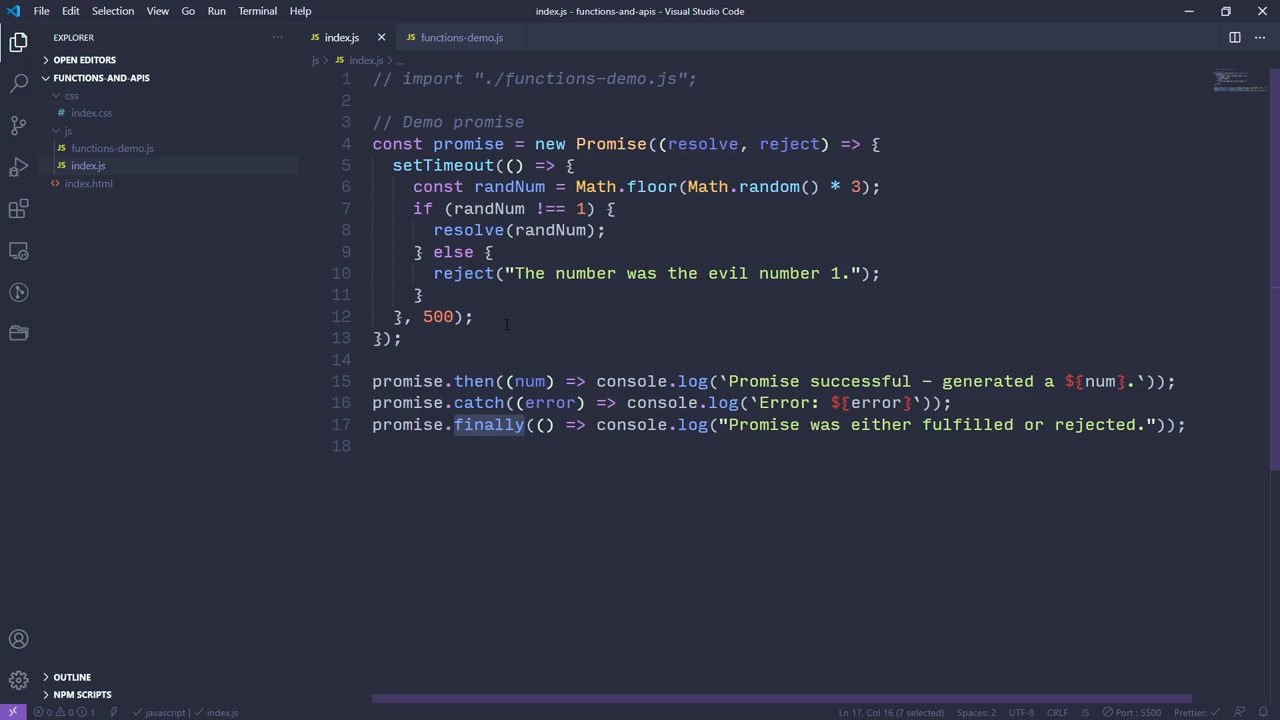 File Edit Selection View Go Run Terminal Help
index.js - functions-and-apis - Visual Studio Code
EXPLORER
OPEN EDITORS
FUNCTIONS-AND-APIS
css
# index.css
js
JS functions-demo.js
JS index.js
<> index.html
OUTLINE
NPM SCRIPTS
JS index.js
JS functions-demo.js
js > JS index.js > ...
1 // import "./functions-demo.js";
2
3 // Demo promise
4 const promise = new Promise((resolve, reject) => {
5 setTimeout(() => {
6 const randNum = Math.floor(Math.random() * 3);
7 if (randNum !== 1) {
8 resolve(randNum);
9 } else {
10 reject("The number was the evil number 1.");
11 }
12 }, 500);
13 });
14
15 promise.then((num) => console.log(`Promise successful - generated a ${num}.`));
16 promise.catch((error) => console.log(`Error: ${error}`));
17 promise.finally(() => console.log("Promise was either fulfilled or rejected."));
18
0 0 1 javascript | index.js
Ln 17, Col 16 (7 selected) Spaces: 2 UTF-8 CRLF JS Port : 5500 Prettier: